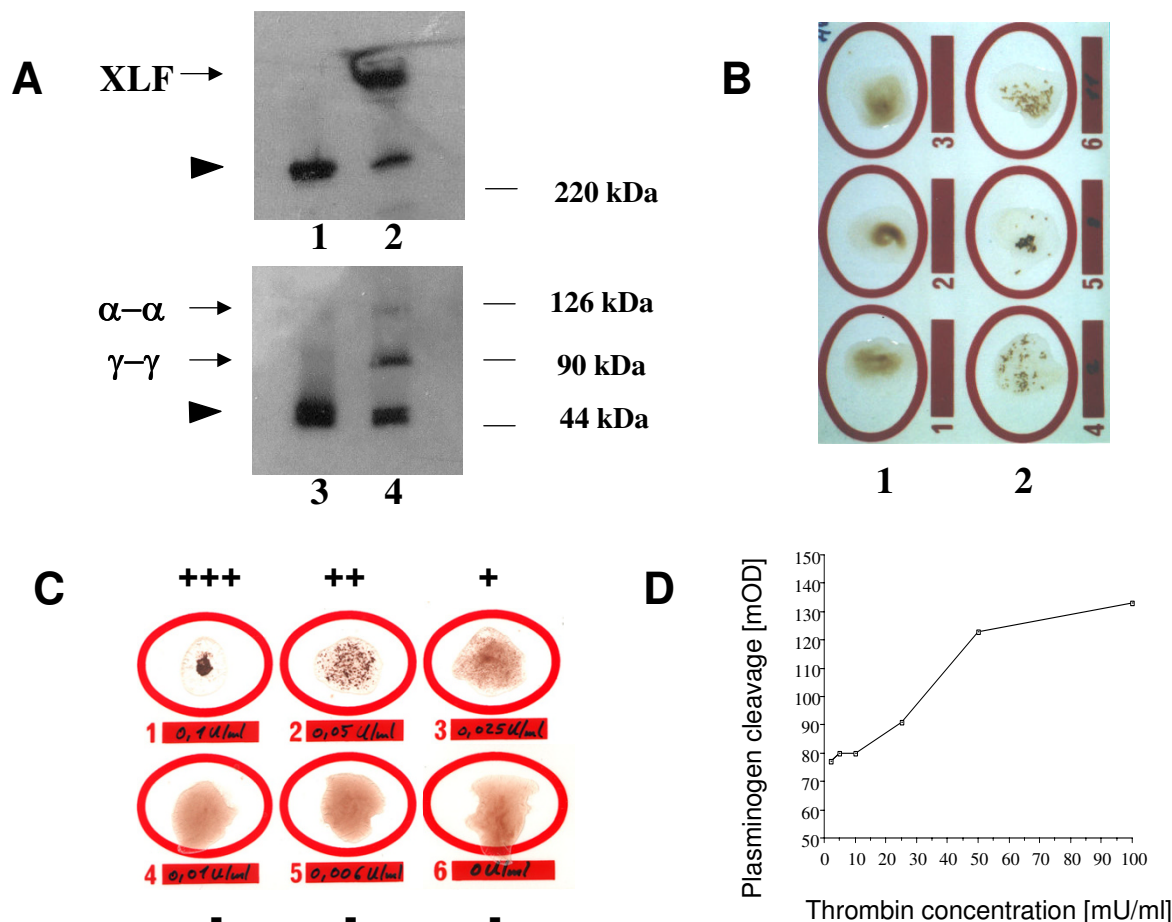 A
XLF
220 kDa
1 2
α–α
126 kDa
γ–γ
90 kDa
44 kDa
3 4
B
3
6
2
5
1
4
1 2
C
+++ ++ +
1 0,1 U/ml 2 0,05 U/ml 3 0,025 U/ml
4 0,01 U/ml 5 0,006 U/ml 6 0 U/ml
- - -
D
Plasminogen cleavage [mOD]
150
140
130
120
110
100
90
80
70
60
50
0 10 20 30 40 50 60 70 80 90 100
Thrombin concentration [mU/ml]